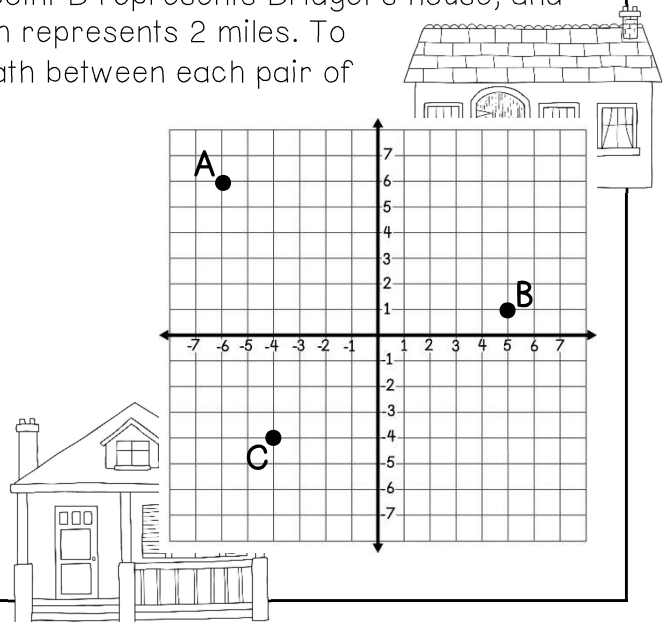 point B represents Bridget's house, and
n represents 2 miles. To
ath between each pair of
A
7
6
5
4
3
2
1
B
-7 -6 -5 -4 -3 -2 -1 1 2 3 4 5 6 7
-1
-2
-3
-4
C
-5
-6
-7